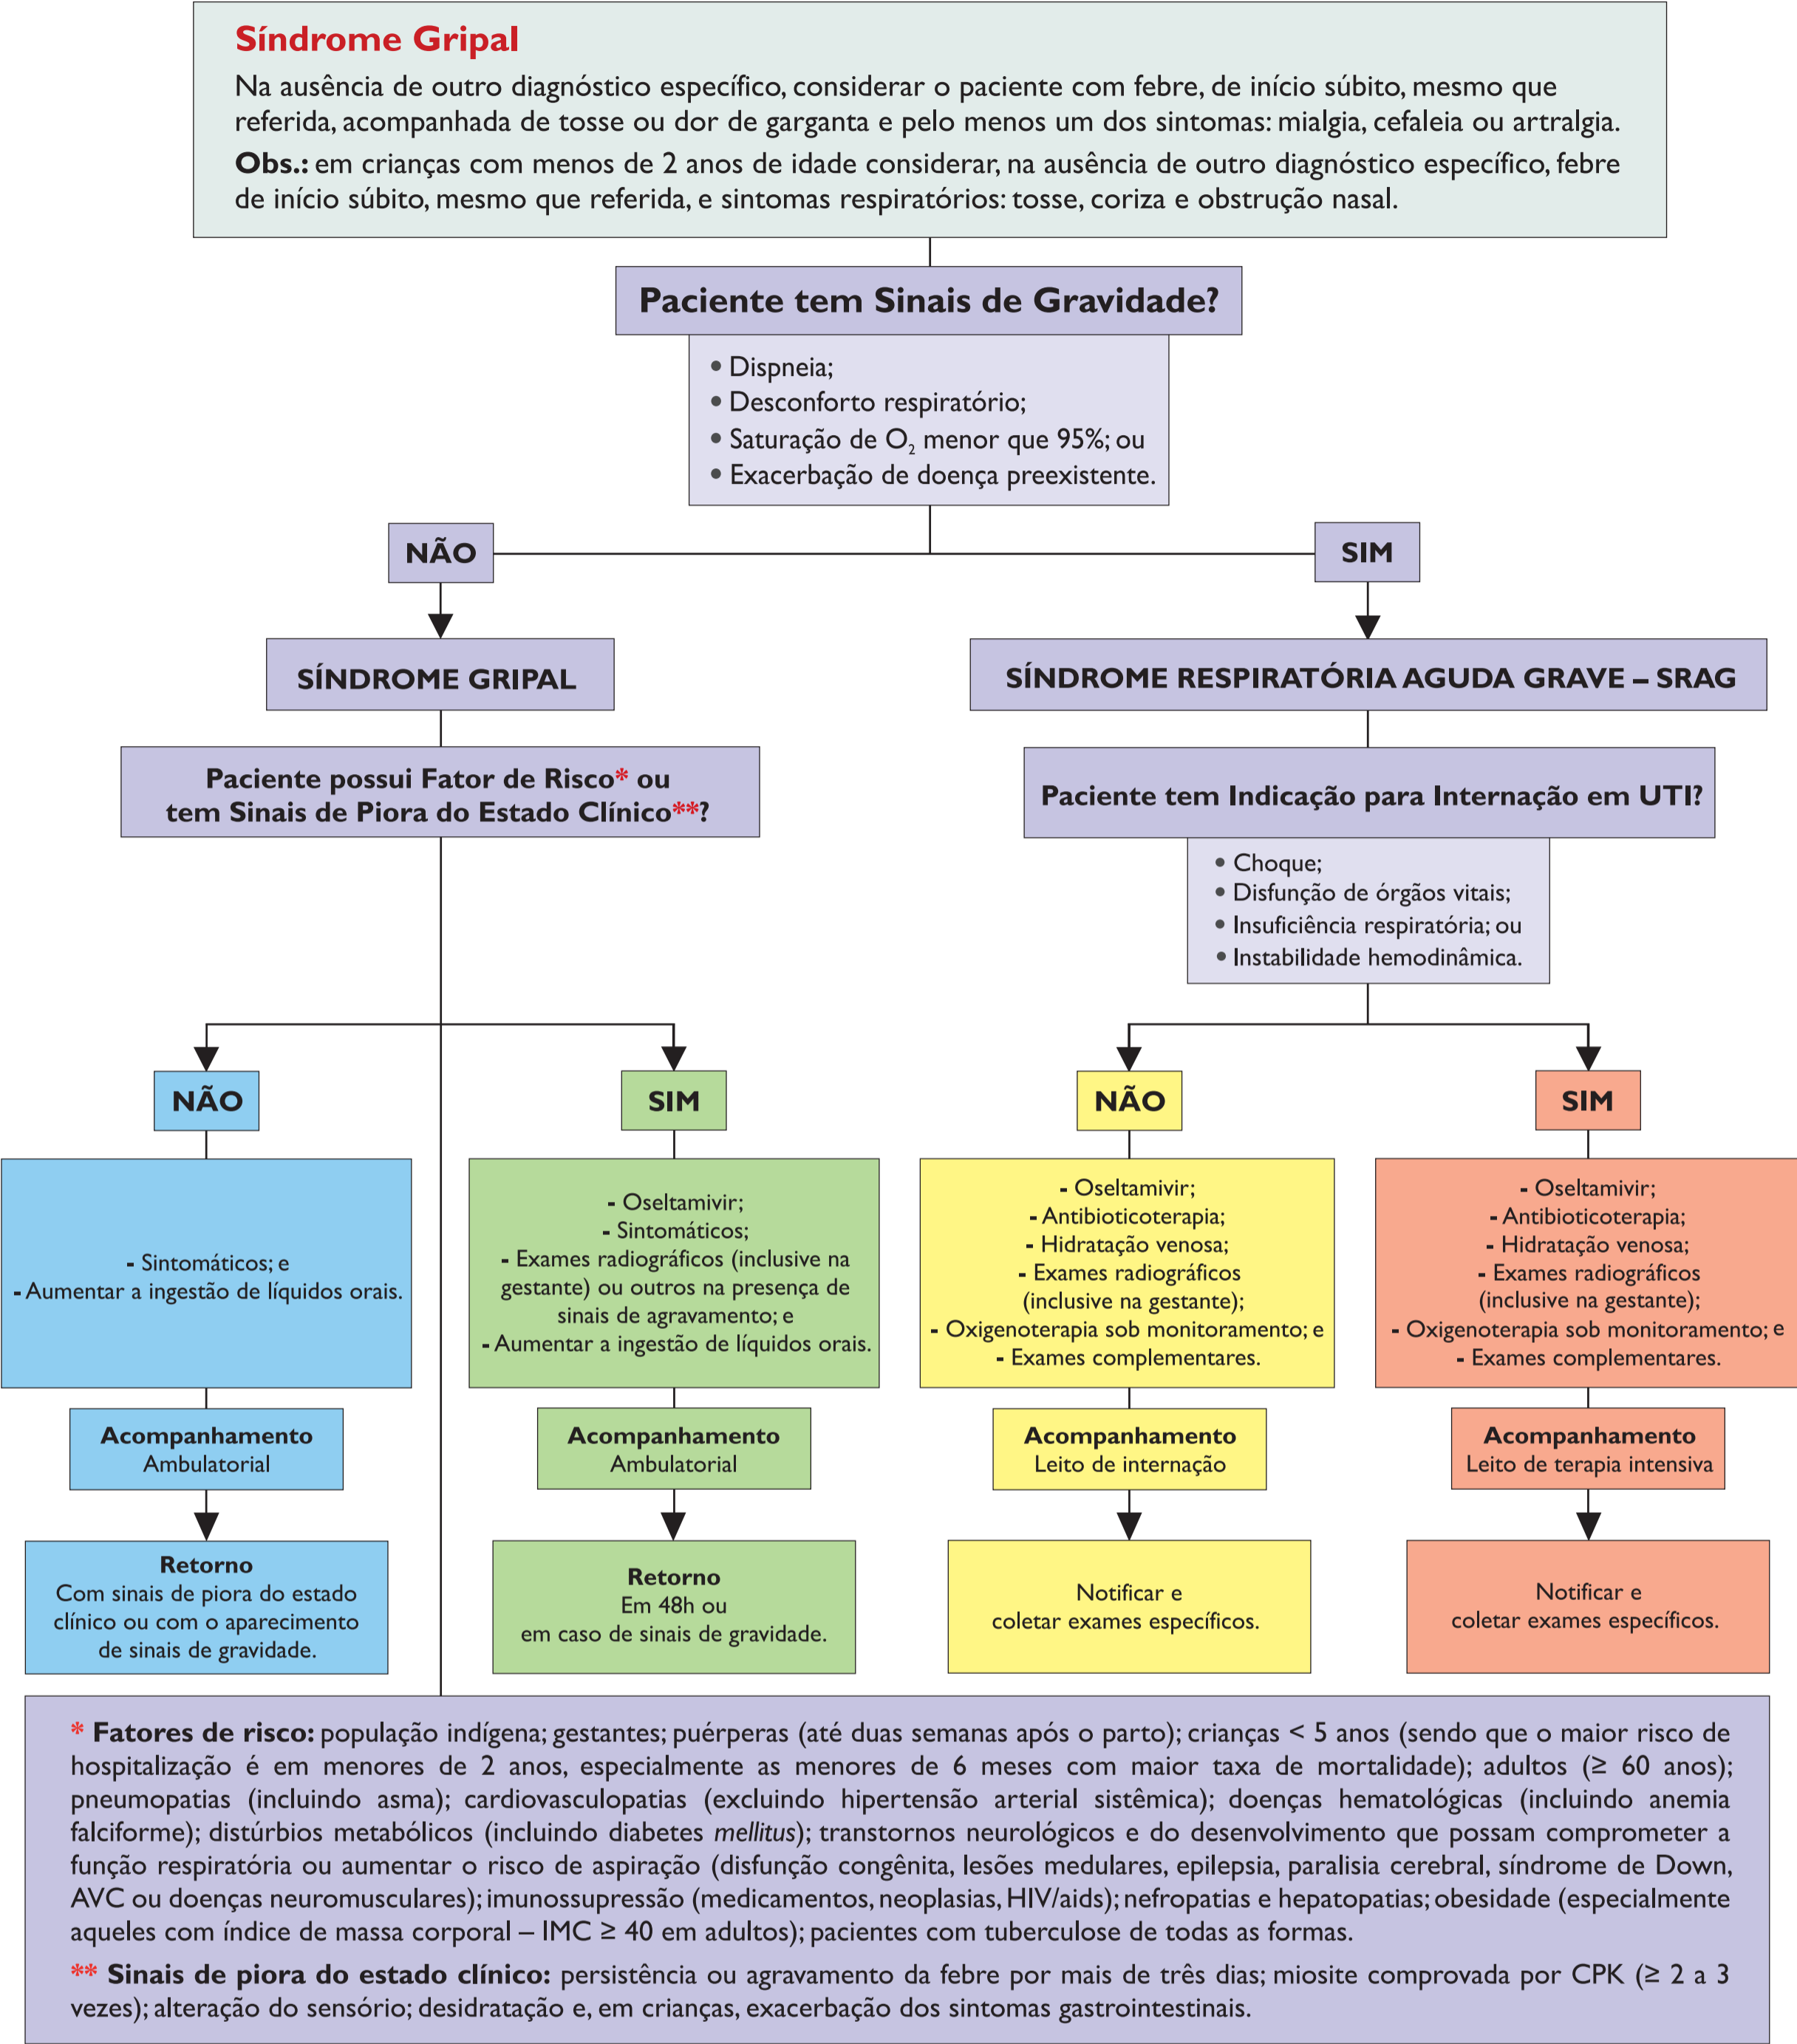 Síndrome Gripal
Na ausência de outro diagnóstico específico, considerar o paciente com febre, de início súbito, mesmo que
referida, acompanhada de tosse ou dor de garganta e pelo menos um dos sintomas: mialgia, cefaleia ou artralgia.
Obs.: em crianças com menos de 2 anos de idade considerar, na ausência de outro diagnóstico específico, febre
de início súbito, mesmo que referida, e sintomas respiratórios: tosse, coriza e obstrução nasal.
Paciente tem Sinais de Gravidade?
• Dispneia;
• Desconforto respiratório;
• Saturação de O₂ menor que 95%; ou
• Exacerbação de doença preexistente.
NÃO
SIM
SÍNDROME GRIPAL
SÍNDROME RESPIRATÓRIA AGUDA GRAVE – SRAG
Paciente possui Fator de Risco* ou
tem Sinais de Piora do Estado Clínico**?
Paciente tem Indicação para Internação em UTI?
• Choque;
• Disfunção de órgãos vitais;
• Insuficiência respiratória; ou
• Instabilidade hemodinâmica.
NÃO
SIM
NÃO
SIM
- Sintomáticos; e
- Aumentar a ingestão de líquidos orais.
- Oseltamivir;
- Sintomáticos;
- Exames radiográficos (inclusive na
gestante) ou outros na presença de
sinais de agravamento; e
- Aumentar a ingestão de líquidos orais.
- Oseltamivir;
- Antibioticoterapia;
- Hidratação venosa;
- Exames radiográficos
(inclusive na gestante);
- Oxigenoterapia sob monitoramento; e
- Exames complementares.
- Oseltamivir;
- Antibioticoterapia;
- Hidratação venosa;
- Exames radiográficos
(inclusive na gestante);
- Oxigenoterapia sob monitoramento; e
- Exames complementares.
Acompanhamento
Ambulatorial
Acompanhamento
Ambulatorial
Acompanhamento
Leito de internação
Acompanhamento
Leito de terapia intensiva
Retorno
Com sinais de piora do estado
clínico ou com o aparecimento
de sinais de gravidade.
Retorno
Em 48h ou
em caso de sinais de gravidade.
Notificar e
coletar exames específicos.
Notificar e
coletar exames específicos.
* Fatores de risco: população indígena; gestantes; puérperas (até duas semanas após o parto); crianças < 5 anos (sendo que o maior risco de
hospitalização é em menores de 2 anos, especialmente as menores de 6 meses com maior taxa de mortalidade); adultos (≥ 60 anos);
pneumopatias (incluindo asma); cardiovasculopatias (excluindo hipertensão arterial sistêmica); doenças hematológicas (incluindo anemia
falciforme); distúrbios metabólicos (incluindo diabetes mellitus); transtornos neurológicos e do desenvolvimento que possam comprometer a
função respiratória ou aumentar o risco de aspiração (disfunção congênita, lesões medulares, epilepsia, paralisia cerebral, síndrome de Down,
AVC ou doenças neuromusculares); imunossupressão (medicamentos, neoplasias, HIV/aids); nefropatias e hepatopatias; obesidade (especialmente
aqueles com índice de massa corporal – IMC ≥ 40 em adultos); pacientes com tuberculose de todas as formas.
** Sinais de piora do estado clínico: persistência ou agravamento da febre por mais de três dias; miosite comprovada por CPK (≥ 2 a 3
vezes); alteração do sensório; desidratação e, em crianças, exacerbação dos sintomas gastrointestinais.